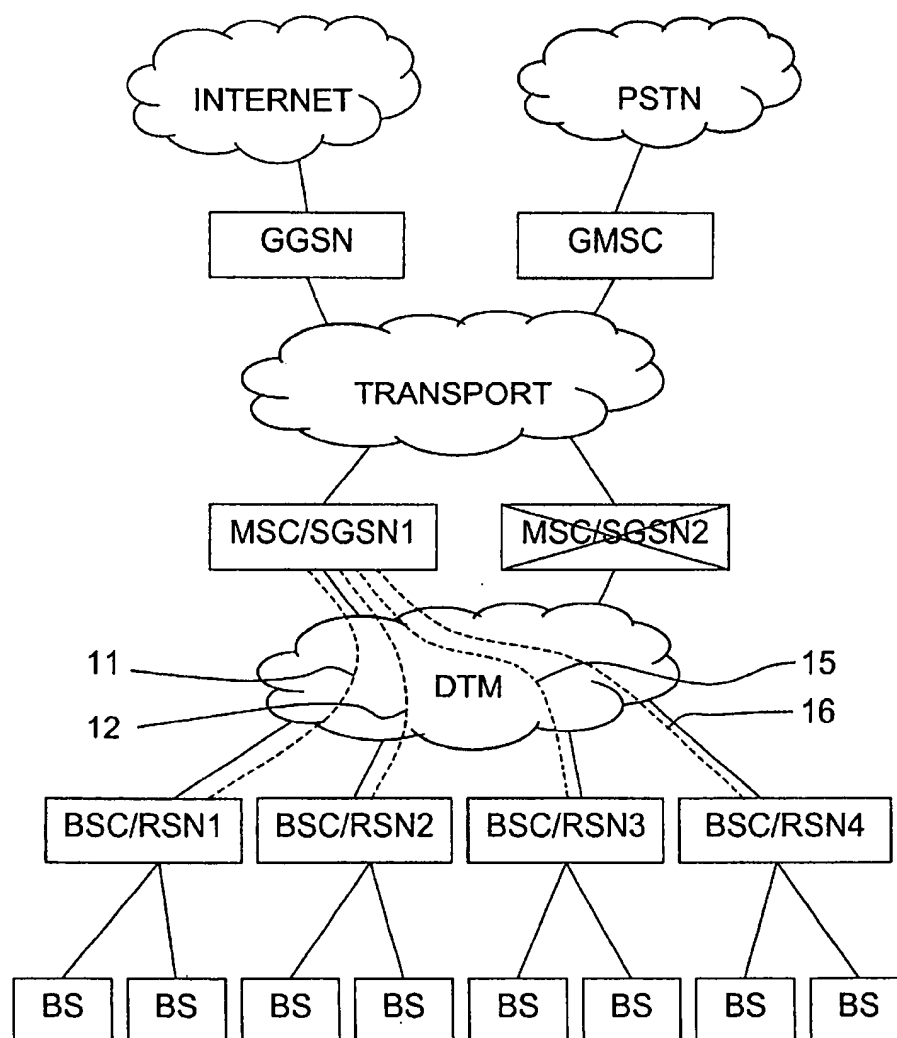 INTERNET
PSTN
GGSN
GMSC
TRANSPORT
MSC/SGSN1
MSC/SGSN2
11
15
DTM
12
16
BSC/RSN1
BSC/RSN2
BSC/RSN3
BSC/RSN4
BS
BS
BS
BS
BS
BS
BS
BS